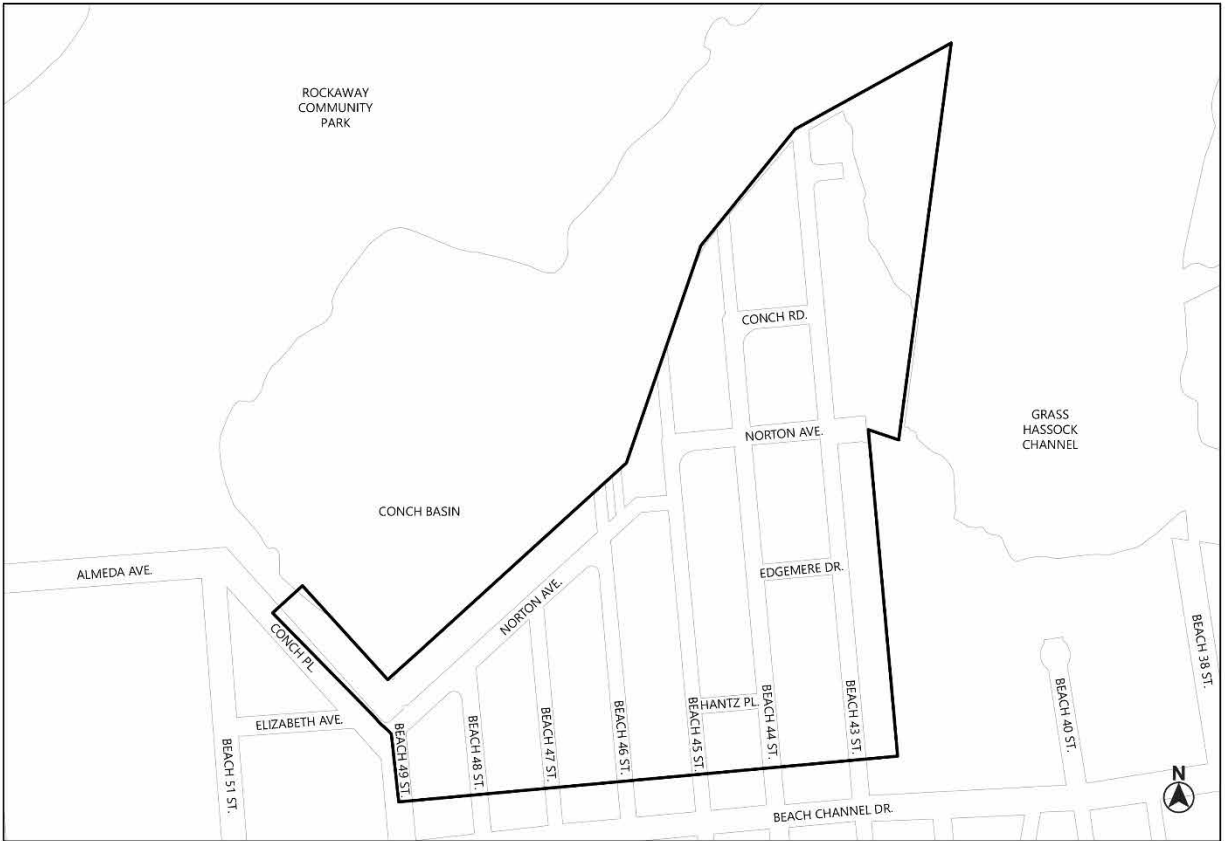 ROCKAWAY
COMMUNITY
PARK
CONCH RD.
NORTON AVE.
GRASS
HASSOCK
CHANNEL
CONCH BASIN
ALMEDA AVE.
EDGEMERE DR.
NORTON AVE.
CONCH PL.
ELIZABETH AVE.
HANTZ PL.
BEACH 51 ST.
BEACH 49 ST.
BEACH 48 ST.
BEACH 47 ST.
BEACH 46 ST.
BEACH 45 ST.
BEACH 44 ST.
BEACH 43 ST.
BEACH 40 ST.
BEACH 38 ST.
BEACH CHANNEL DR.
N